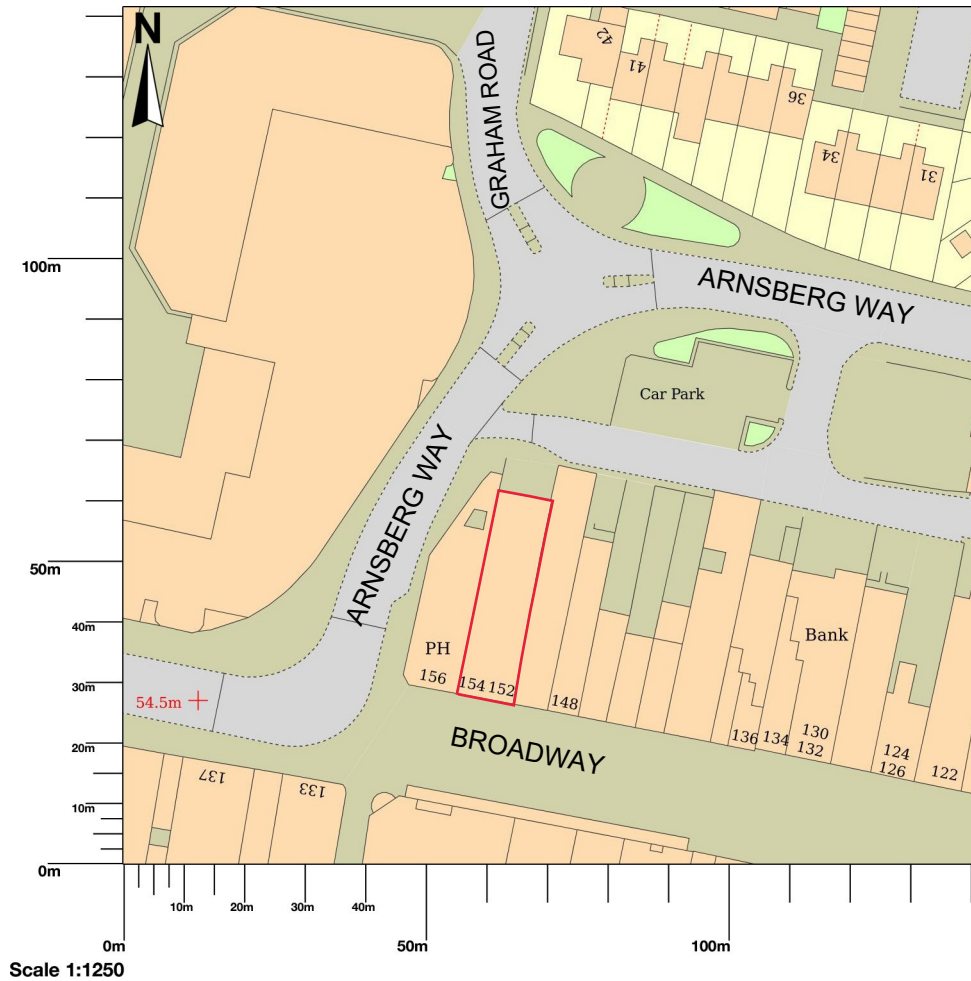 N
GRAHAM ROAD
42
41
36
34
31
100m
ARNSBERG WAY
Car Park
ARNSBERG WAY
50m
40m
30m
20m
10m
0m
PH
156
154 152
148
Bank
136
134
130
132
124
126
122
54.5m
BROADWAY
137
133
10m
20m
30m
40m
0m
50m
100m
Scale 1:1250